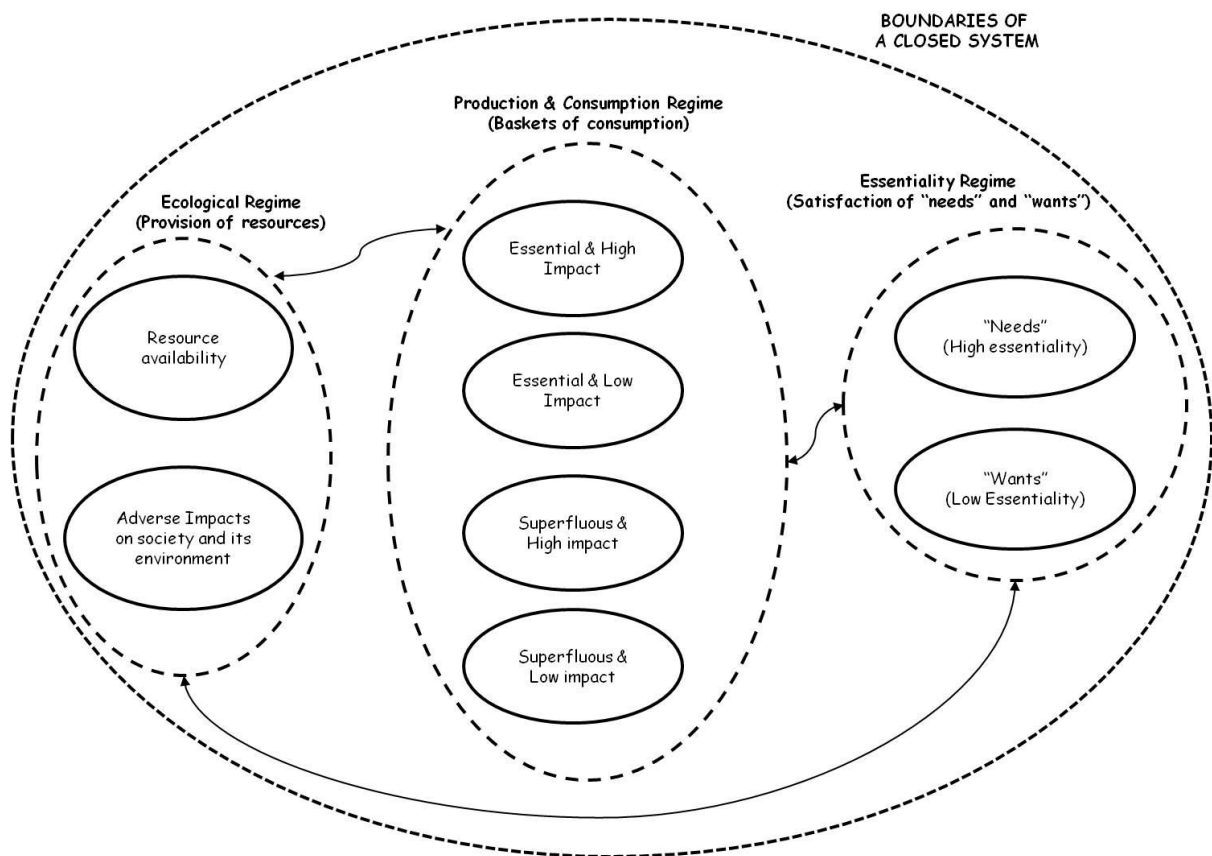 BOUNDARIES OF
A CLOSED SYSTEM
Production & Consumption Regime
(Baskets of consumption)
Ecological Regime
(Provision of resources)
Essentiality Regime
(Satisfaction of “needs” and “wants”)
Resource
availability
Adverse Impacts
on society and its
environment
Essential & High
Impact
Essential & Low
Impact
Superfluous &
High impact
Superfluous &
Low impact
“Needs”
(High essentiality)
“Wants”
(Low Essentiality)